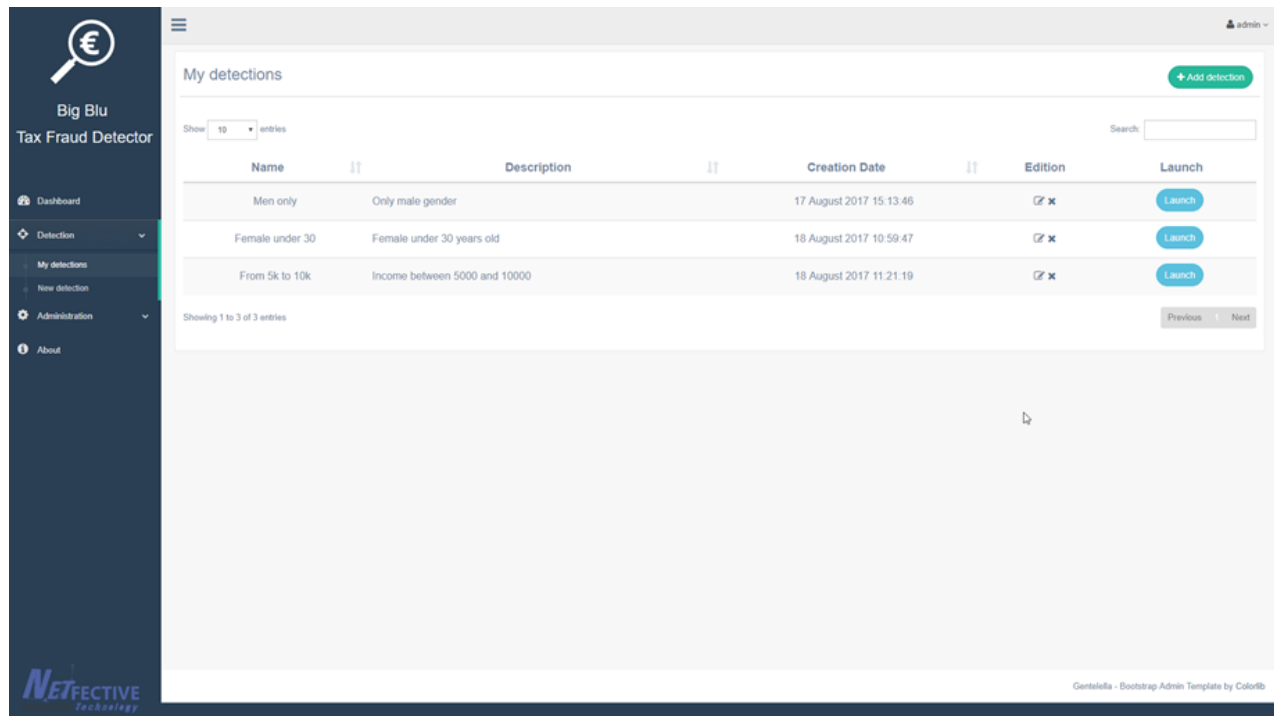 €
admin
Big Blu
Tax Fraud Detector
My detections
+ Add detection
Show 10 entries
Search:
Name Description Creation Date Edition Launch
Men only Only male gender 17 August 2017 15:13:46 Launch
Female under 30 Female under 30 years old 18 August 2017 10:59:47 Launch
From 5k to 10k Income between 5000 and 10000 18 August 2017 11:21:19 Launch
Showing 1 to 3 of 3 entries
Previous 1 Next
Dashboard
Detection
My detections
New detection
Administration
About
NETFECTIVE
Technology
Gentelella - Bootstrap Admin Template by Colorlib